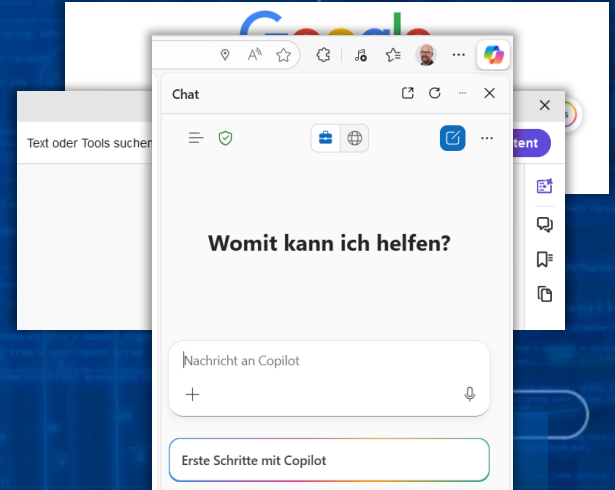 Google
Chat
Text oder Tools suchen
tent
Womit kann ich helfen?
Nachricht an Copilot
Erste Schritte mit Copilot